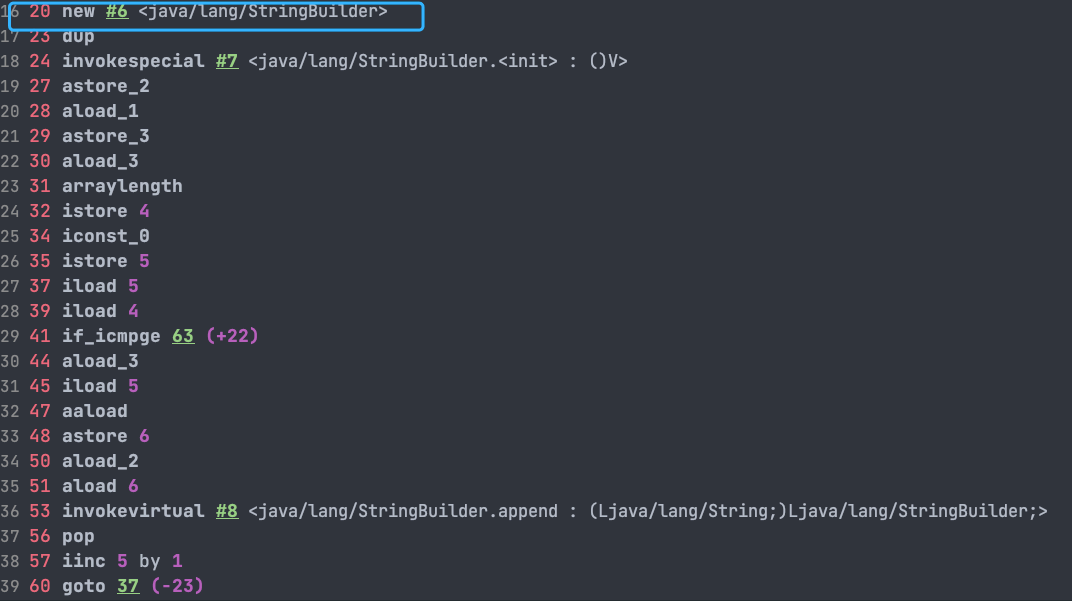 16 20 new #6 <java/lang/StringBuilder>
17 23 dup
18 24 invokespecial #7 <java/lang/StringBuilder.<init> : ()V>
19 27 astore_2
20 28 aload_1
21 29 astore_3
22 30 aload_3
23 31 arraylength
24 32 istore 4
25 34 iconst_0
26 35 istore 5
27 37 iload 5
28 39 iload 4
29 41 if_icmpge 63 (+22)
30 44 aload_3
31 45 iload 5
32 47 aaload
33 48 astore 6
34 50 aload_2
35 51 aload 6
36 53 invokevirtual #8 <java/lang/StringBuilder.append : (Ljava/lang/String;)Ljava/lang/StringBuilder;>
37 56 pop
38 57 iinc 5 by 1
39 60 goto 37 (-23)